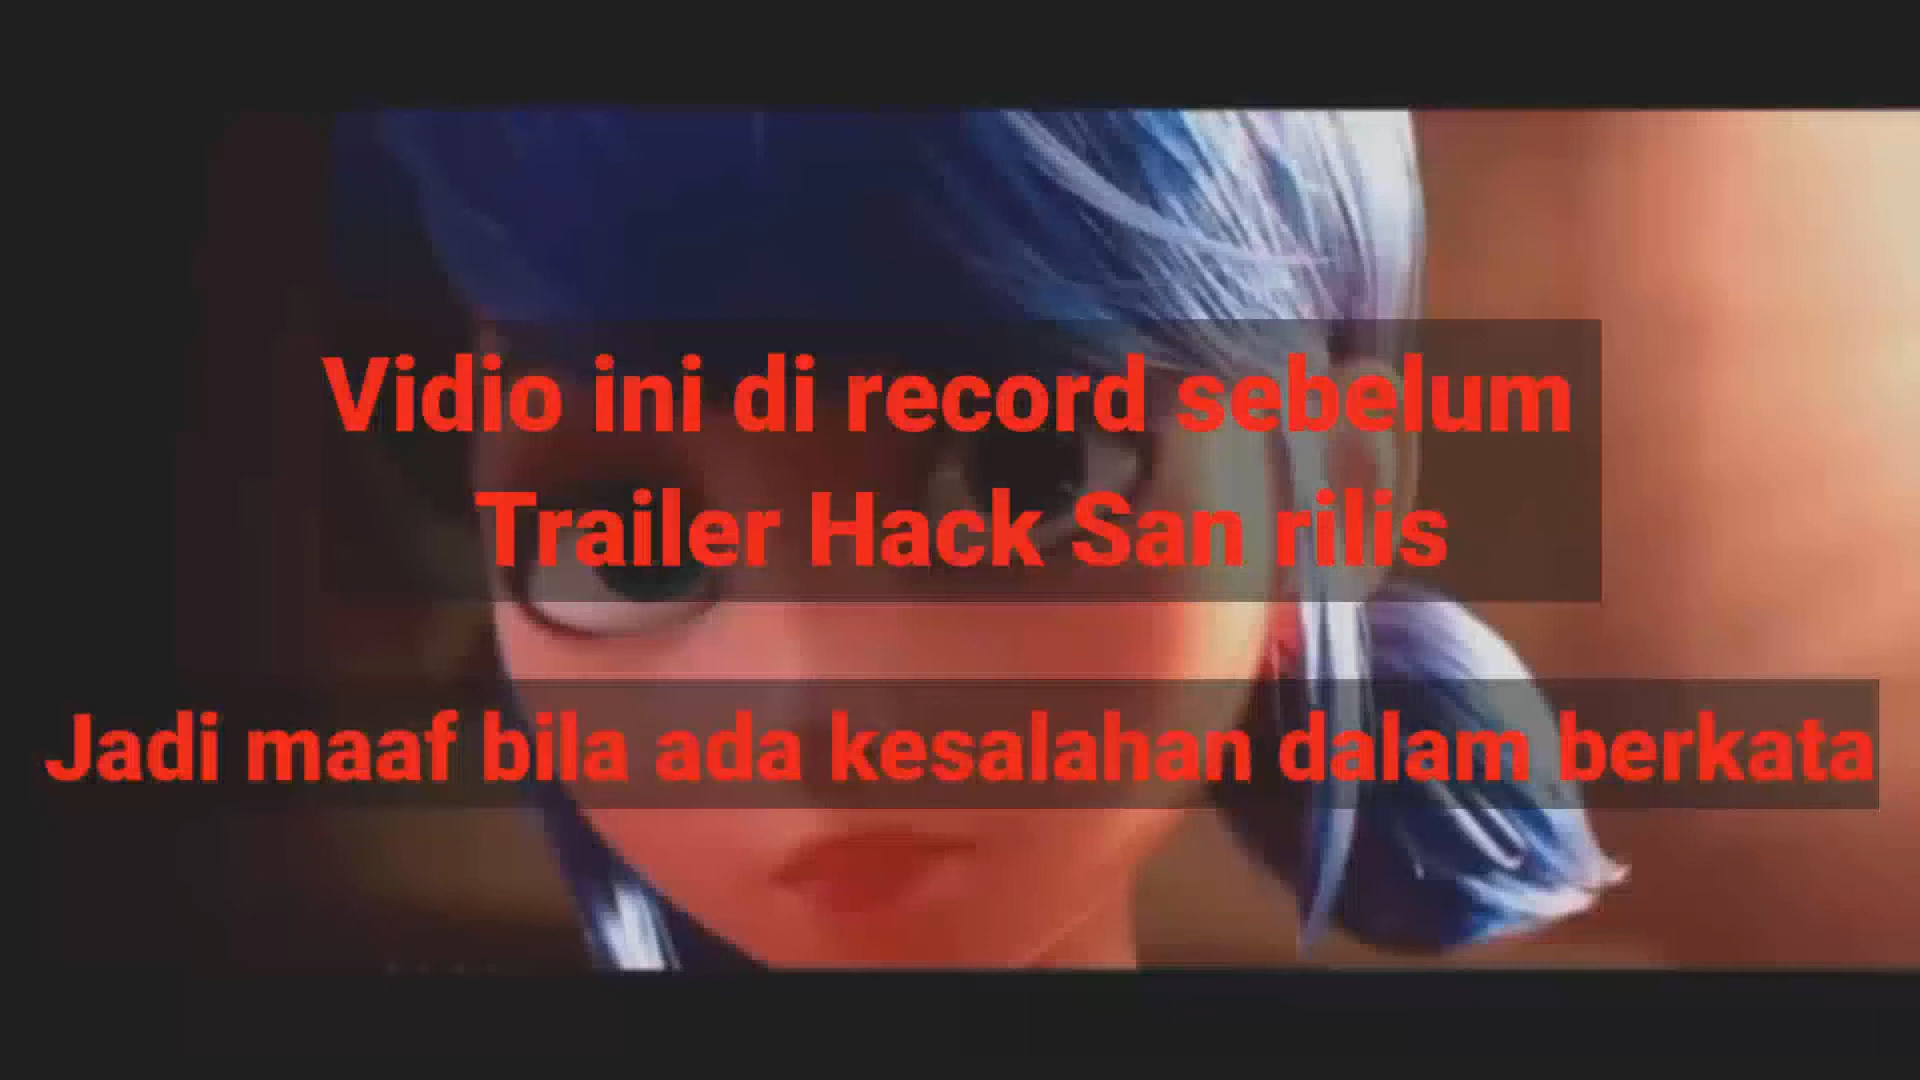 Vidio ini di record sebelum
Trailer Hack San rilis
Jadi maaf bila ada kesalahan dalam berkata